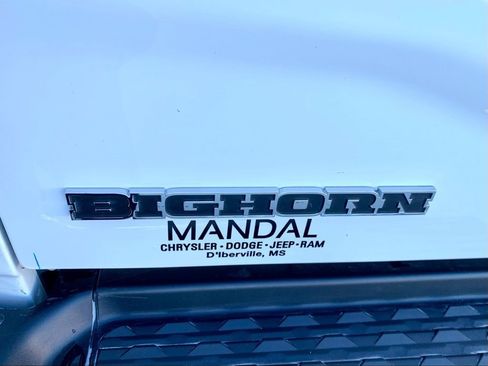 BIGHORN
MANDAL
CHRYSLER • DODGE • JEEP • RAM
D'Iberville, MS